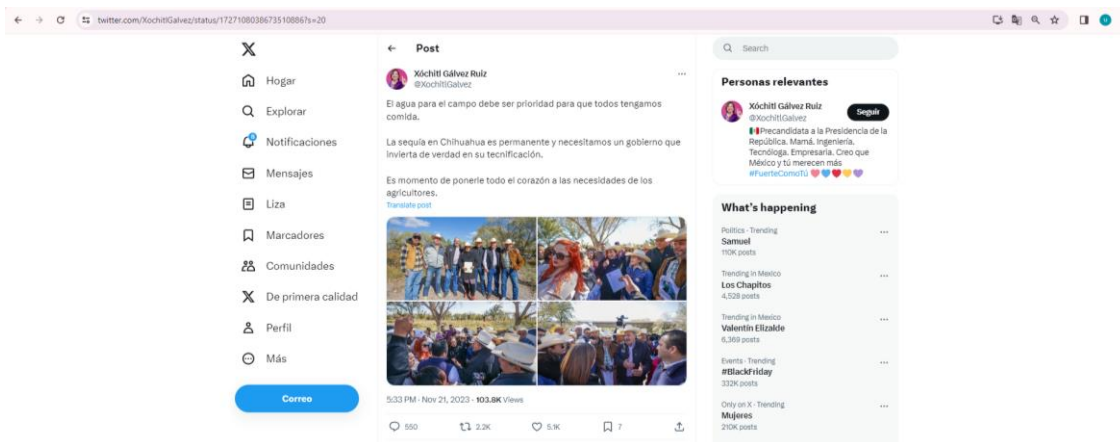 twitter.com/XochitlGalvez/status/1727108038673510886?s=20
Hogar
Explorar
Notificaciones
Mensajes
Liza
Marcadores
Comunidades
De primera calidad
Perfil
Más
Correo
Post
Xóchitl Gálvez Ruiz
@XochitlGalvez
El agua para el campo debe ser prioridad para que todos tengamos
comida.
La sequía en Chihuahua es permanente y necesitamos un gobierno que
invierta de verdad en su tecnificación.
Es momento de ponerle todo el corazón a las necesidades de los
agricultores.
Translate post
5:33 PM · Nov 21, 2023 · 103.8K Views
550
2.2K
5.1K
7
Search
Personas relevantes
Xóchitl Gálvez Ruiz
@XochitlGalvez
Seguir
Precandidata a la Presidencia de la
República. Mamá. Ingeniería.
Tecnóloga. Empresaria. Creo que
México y tú merecen más
#FuerteComoTú
What's happening
Politics · Trending
Samuel
110K posts
Trending in Mexico
Los Chapitos
4,528 posts
Trending in Mexico
Valentín Elizalde
6,369 posts
Events · Trending
#BlackFriday
332K posts
Only on X · Trending
Mujeres
210K posts